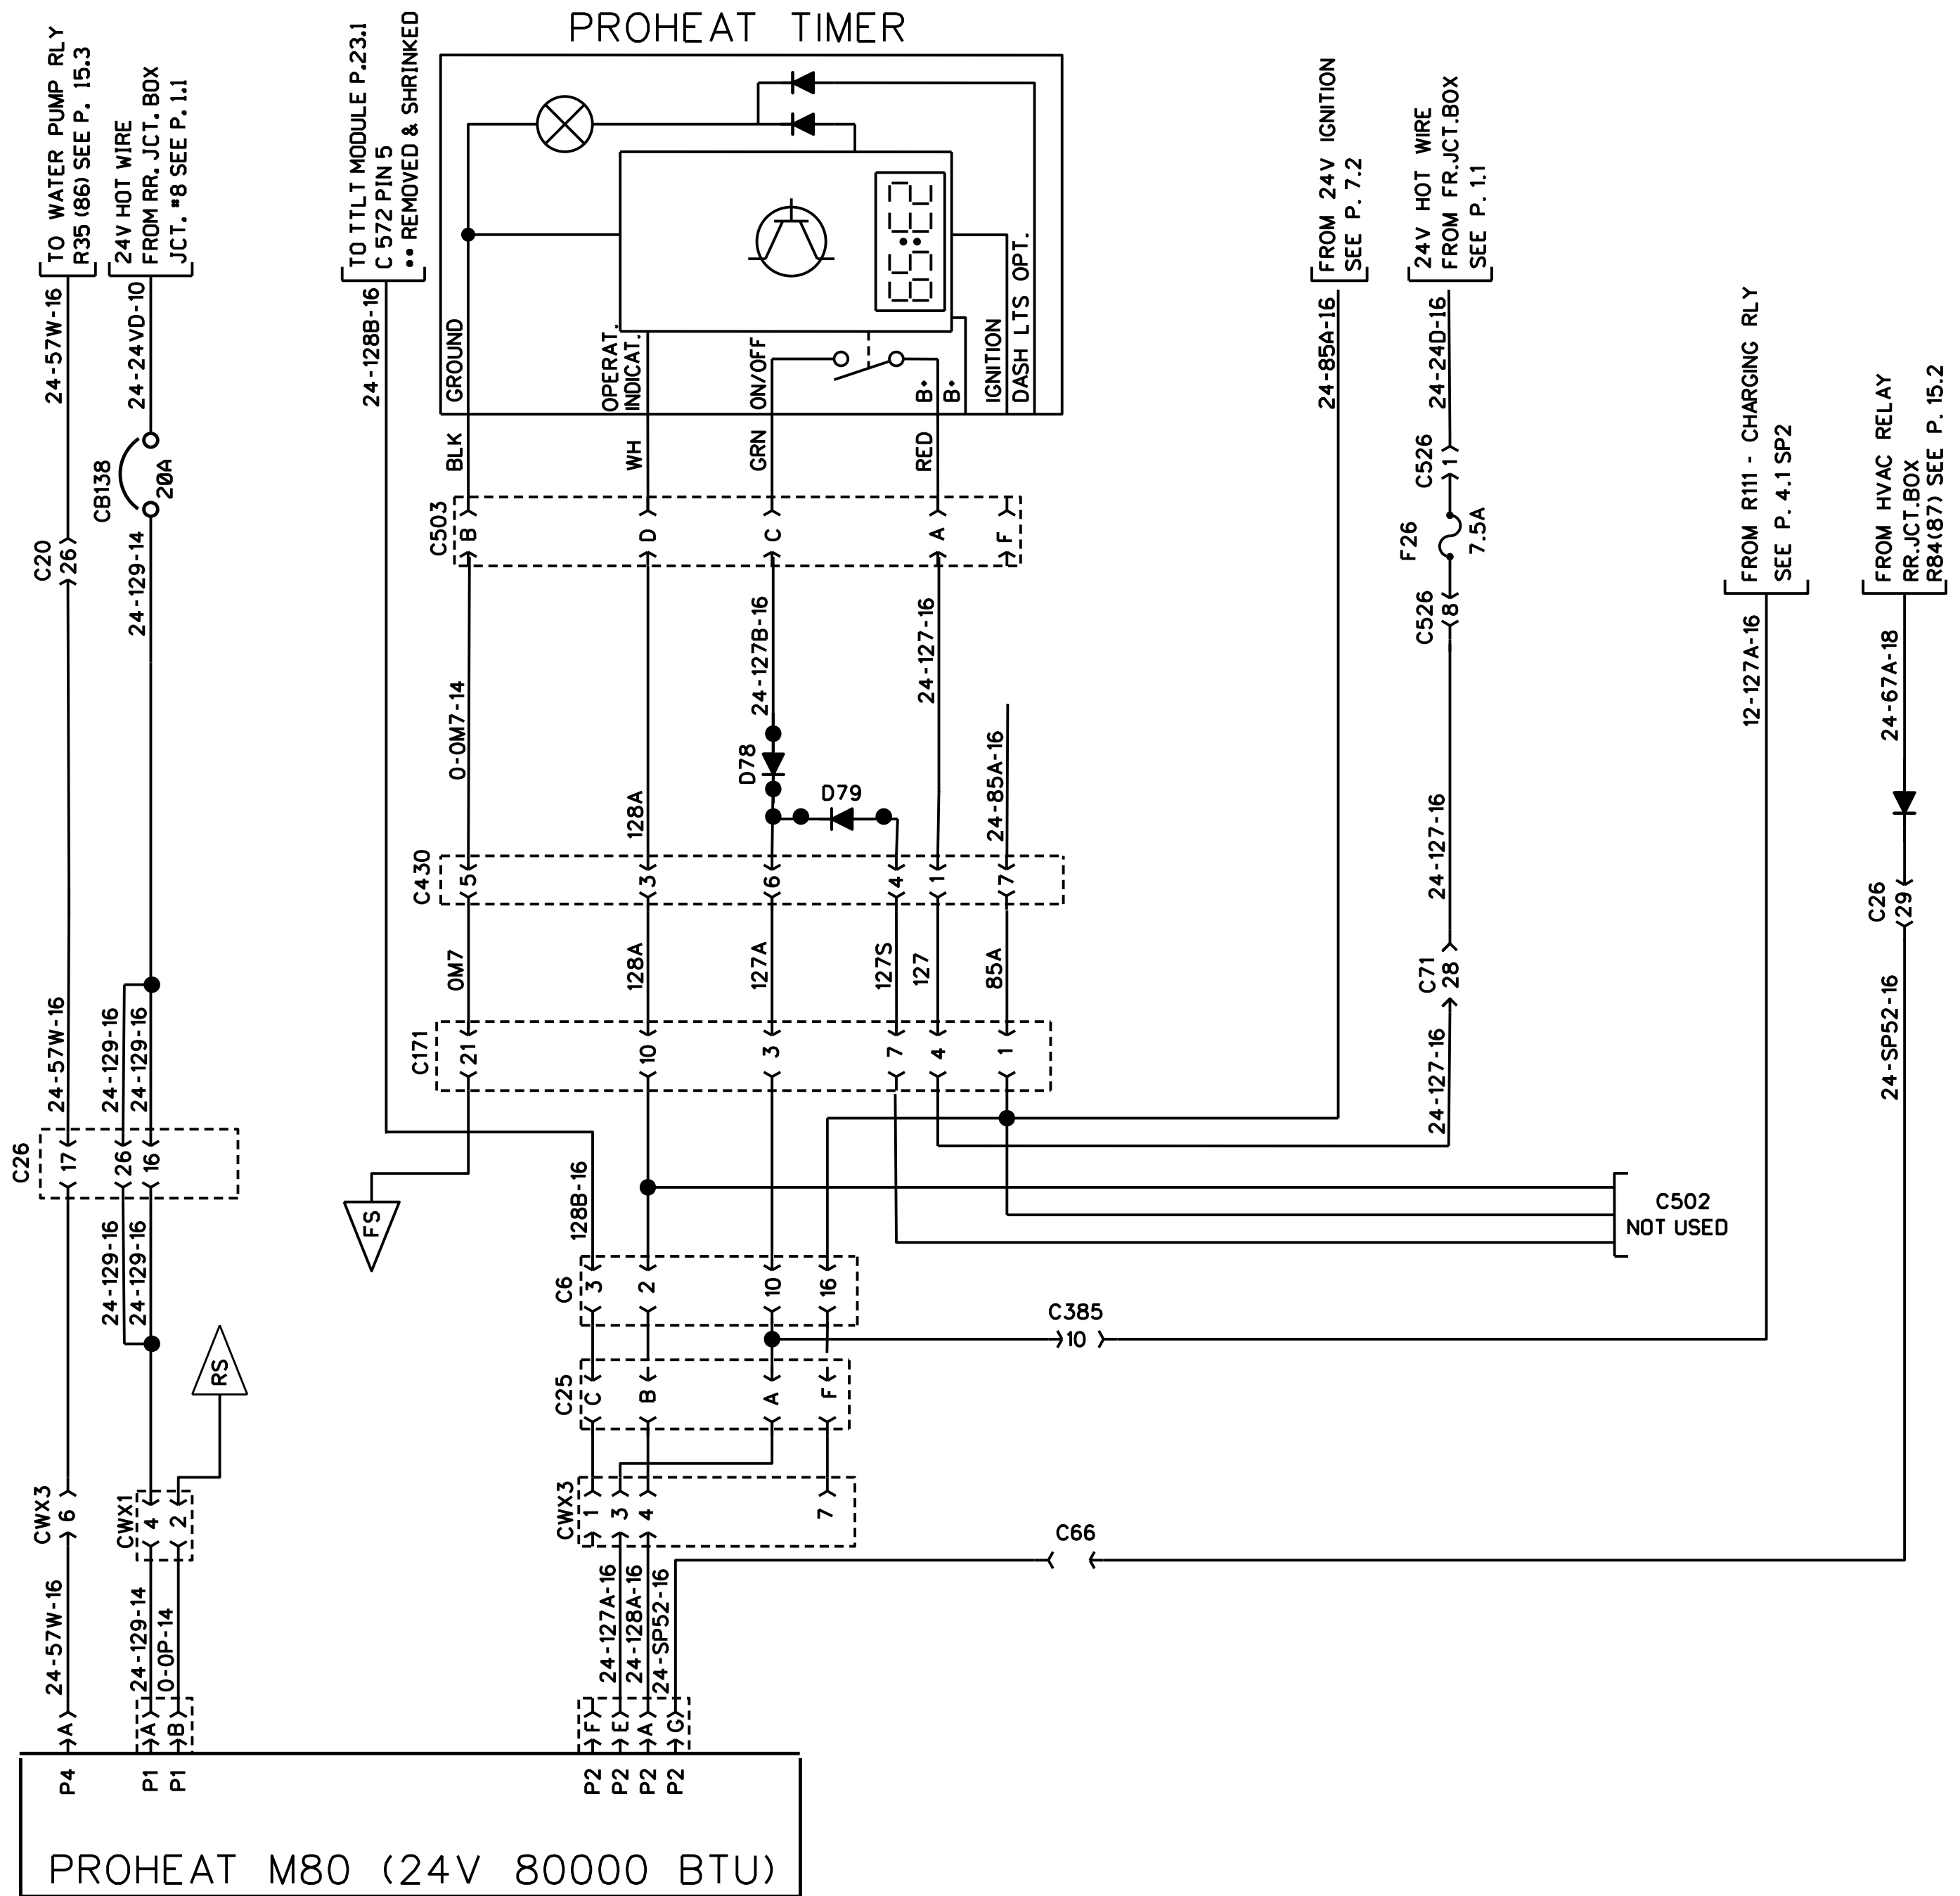 PROHEAT TIMER
TO WATER PUMP RLY
R35 (86) SEE P. 15.3
24V HOT WIRE
FROM RR. JCT. BOX
JCT. #8 SEE P. 1.1
TO TTLT MODULE P.23.1
C 572 PIN 5
** REMOVED & SHRINKED
FROM 24V IGNITION
SEE P. 7.2
24V HOT WIRE
FROM FR.JCT.BOX
SEE P. 1.1
FROM R111 - CHARGING RLY
SEE P. 4.1 SP2
FROM HVAC RELAY
RR.JCT.BOX
R84(87) SEE P. 15.2
24-57W-16
24-24VD-10
24-128B-16
GROUND
OPERAT.
INDICAT.
ON/OFF
B+
B+
IGNITION
DASH LTS OPT.
24-85A-16
24-24D-16
CB138
20A
BLK
WH
GRN
RED
C526
1
F26
7.5A
C526
8
C20
26
24-129-14
C503
B
D
C
A
F
0-0M7-14
128A
24-127B-16
24-127-16
24-85A-16
D78
D79
12-127A-16
24-67A-18
24-127-16
C430
5
3
6
4
1
7
C26
29
0M7
128A
127A
127S
127
85A
C71
28
24-57W-16
24-129-16
24-129-16
C171
21
10
3
7
4
1
24-127-16
24-SP52-16
C26
17
26
16
FS
128B-16
C502
NOT USED
24-129-16
24-129-16
C6
3
2
10
16
C385
10
RS
C25
C
B
A
F
CWX3
6
CWX1
4
2
CWX3
1
3
4
7
C66
24-57W-16
24-129-14
0-0P-14
24-127A-16
24-128A-16
24-SP52-16
A
A
B
F
E
A
G
P4
P1
P1
P2
P2
P2
P2
PROHEAT M80 (24V 80000 BTU)